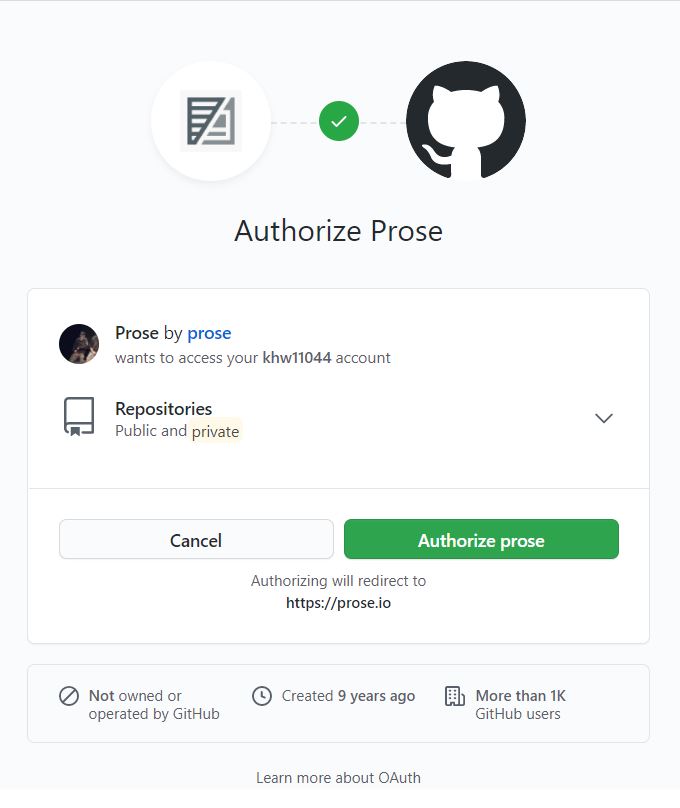 Authorize Prose
Prose by prose
wants to access your khw11044 account
Repositories
Public and private
Cancel
Authorize prose
Authorizing will redirect to
https://prose.io
Not owned or
operated by GitHub
Created 9 years ago
More than 1K
GitHub users
Learn more about OAuth